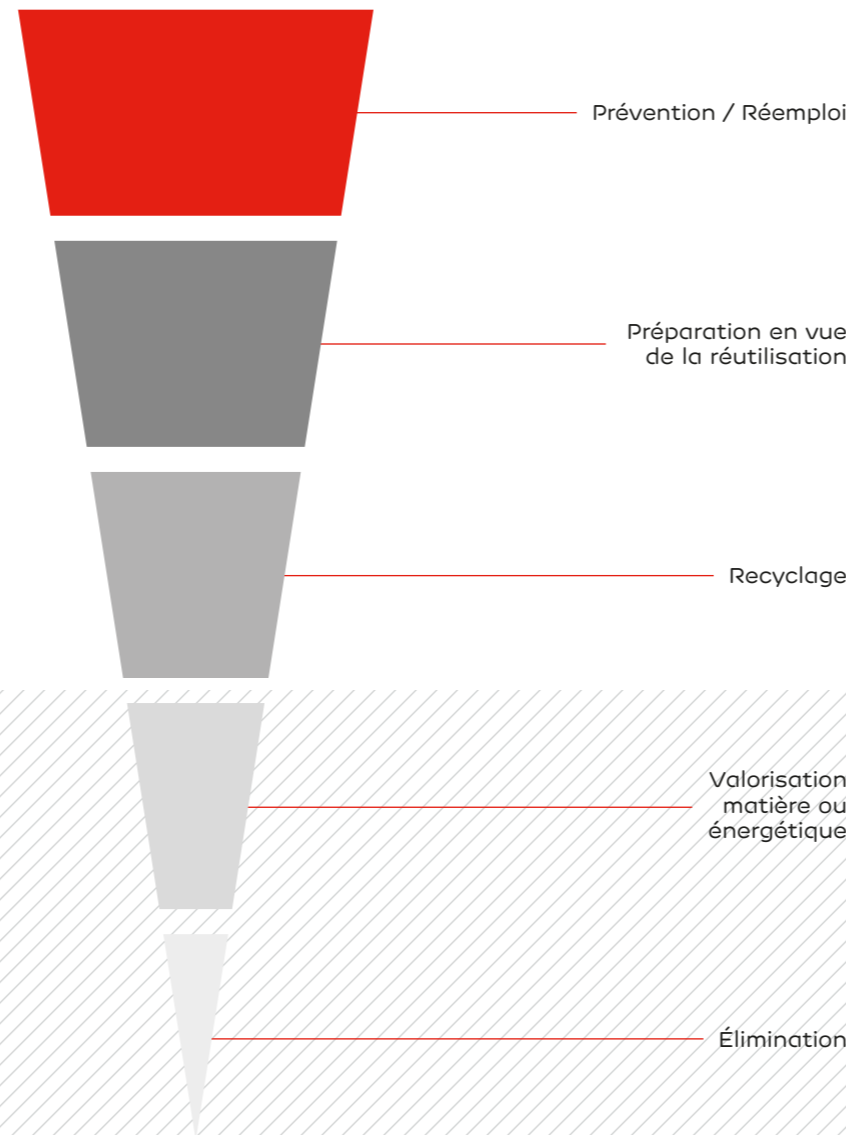 Prévention / Réemploi
Préparation en vue
de la réutilisation
Recyclage
Valorisation
matière ou
énergétique
Élimination